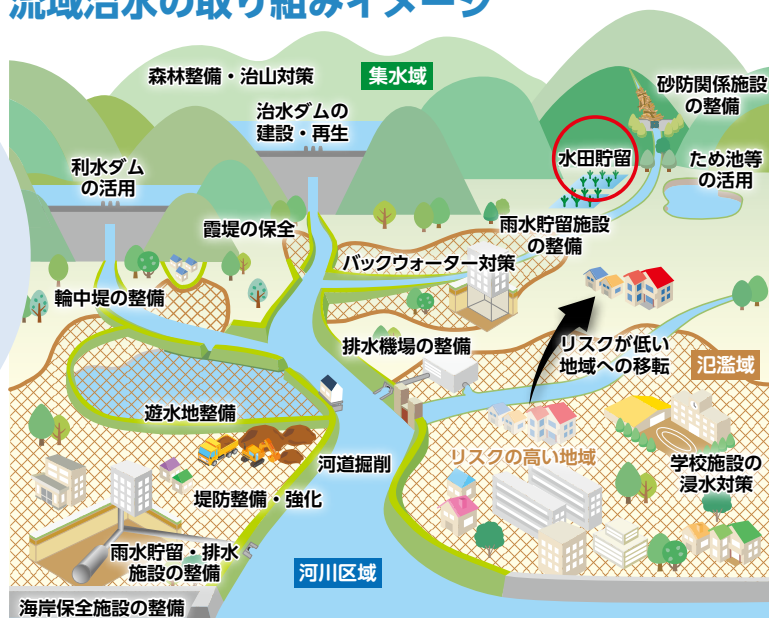 流域治水の取り組みイメージ
森林整備・治山対策
集水域
砂防関係施設
の整備
治水ダムの
建設・再生
水田貯留
ため池等
の活用
利水ダム
の活用
霞堤の保全
雨水貯留施設
の整備
バックウォーター対策
輪中堤の整備
排水機場の整備
リスクが低い
地域への移転
氾濫域
遊水地整備
河道掘削
リスクの高い地域
学校施設の
浸水対策
堤防整備・強化
雨水貯留・排水
施設の整備
河川区域
海岸保全施設の整備